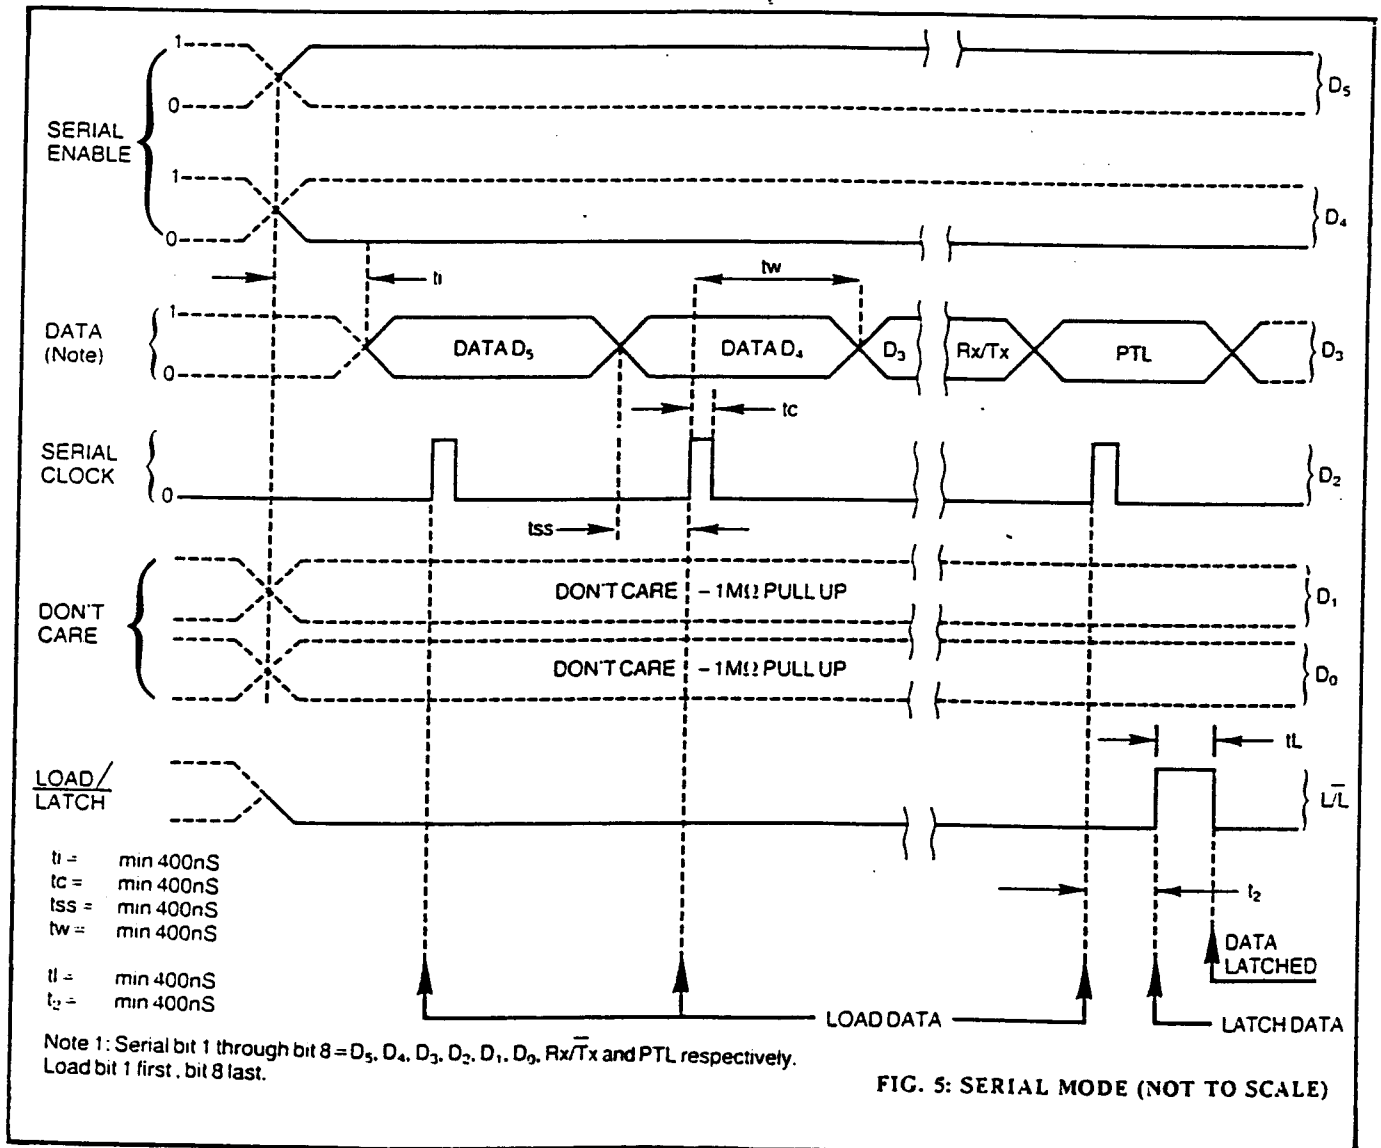 1
0
SERIAL
ENABLE
D5
1
0
D4
t1
tw
DATA
(Note)
1
0
DATA D5
DATA D4
D3
Rx/Tx
PTL
D3
tc
SERIAL
CLOCK
0
D2
tss
DON'T
CARE
DON'T CARE - 1MΩ PULL UP
D1
DON'T CARE - 1MΩ PULL UP
D0
tL
LOAD/
LATCH
L/L̅
t1 = min 400nS
tc = min 400nS
tss = min 400nS
tw = min 400nS
tl = min 400nS
t2 = min 400nS
t2
DATA
LATCHED
LOAD DATA
LATCH DATA
Note 1: Serial bit 1 through bit 8 = D5, D4, D3, D2, D1, D0, Rx/T̅x and PTL respectively.
Load bit 1 first, bit 8 last.
FIG. 5: SERIAL MODE (NOT TO SCALE)